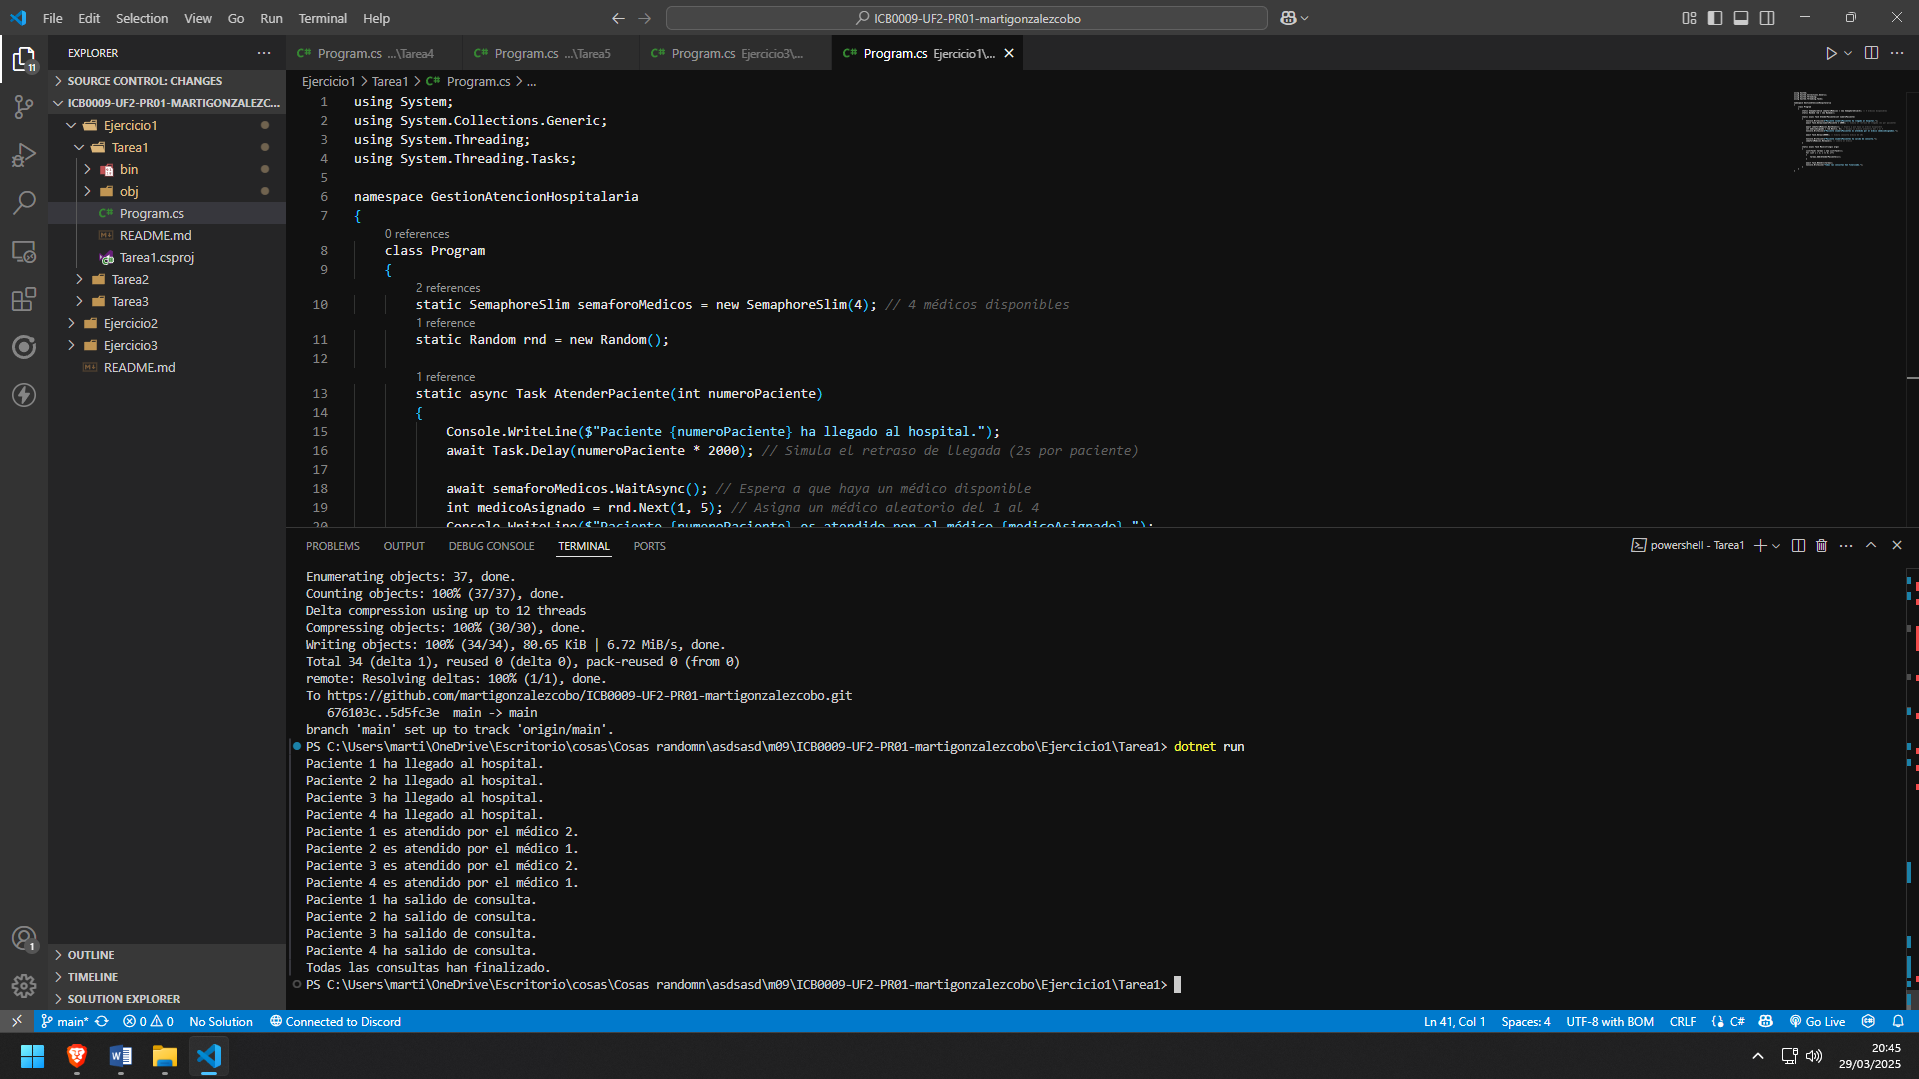 File Edit Selection View Go Run Terminal Help
ICB0009-UF2-PR01-martigonzalezcobo
EXPLORER
SOURCE CONTROL: CHANGES
ICB0009-UF2-PR01-MARTIGONZALEZC...
Ejercicio1
Tarea1
bin
obj
Program.cs
README.md
Tarea1.csproj
Tarea2
Tarea3
Ejercicio2
Ejercicio3
README.md
OUTLINE
TIMELINE
SOLUTION EXPLORER
11
1
Program.cs ...\Tarea4
Program.cs ...\Tarea5
Program.cs Ejercicio3\...
Program.cs Ejercicio1\...
Ejercicio1 > Tarea1 > Program.cs > ...
1 using System;
2 using System.Collections.Generic;
3 using System.Threading;
4 using System.Threading.Tasks;
5
6 namespace GestionAtencionHospitalaria
7 {
0 references
8 class Program
9 {
2 references
10 static SemaphoreSlim semaforoMedicos = new SemaphoreSlim(4); // 4 médicos disponibles
1 reference
11 static Random rnd = new Random();
12
1 reference
13 static async Task AtenderPaciente(int numeroPaciente)
14 {
15 Console.WriteLine($"Paciente {numeroPaciente} ha llegado al hospital.");
16 await Task.Delay(numeroPaciente * 2000); // Simula el retraso de llegada (2s por paciente)
17
18 await semaforoMedicos.WaitAsync(); // Espera a que haya un médico disponible
19 int medicoAsignado = rnd.Next(1, 5); // Asigna un médico aleatorio del 1 al 4
20 Console.WriteLine($"Paciente {numeroPaciente} es atendido por el médico {medicoAsignado}.");
PROBLEMS OUTPUT DEBUG CONSOLE TERMINAL PORTS
powershell - Tarea1
Enumerating objects: 37, done.
Counting objects: 100% (37/37), done.
Delta compression using up to 12 threads
Compressing objects: 100% (30/30), done.
Writing objects: 100% (34/34), 80.65 KiB | 6.72 MiB/s, done.
Total 34 (delta 1), reused 0 (delta 0), pack-reused 0 (from 0)
remote: Resolving deltas: 100% (1/1), done.
To https://github.com/martigonzalezcobo/ICB0009-UF2-PR01-martigonzalezcobo.git
676103c..5d5fc3e main -> main
branch 'main' set up to track 'origin/main'.
PS C:\Users\marti\OneDrive\Escritorio\cosas\Cosas randomn\asdsasd\m09\ICB0009-UF2-PR01-martigonzalezcobo\Ejercicio1\Tarea1> dotnet run
Paciente 1 ha llegado al hospital.
Paciente 2 ha llegado al hospital.
Paciente 3 ha llegado al hospital.
Paciente 4 ha llegado al hospital.
Paciente 1 es atendido por el médico 2.
Paciente 2 es atendido por el médico 1.
Paciente 3 es atendido por el médico 2.
Paciente 4 es atendido por el médico 1.
Paciente 1 ha salido de consulta.
Paciente 2 ha salido de consulta.
Paciente 3 ha salido de consulta.
Paciente 4 ha salido de consulta.
Todas las consultas han finalizado.
PS C:\Users\marti\OneDrive\Escritorio\cosas\Cosas randomn\asdsasd\m09\ICB0009-UF2-PR01-martigonzalezcobo\Ejercicio1\Tarea1>
main* 0 0 No Solution Connected to Discord
Ln 41, Col 1 Spaces: 4 UTF-8 with BOM CRLF C# Go Live
20:45
29/03/2025